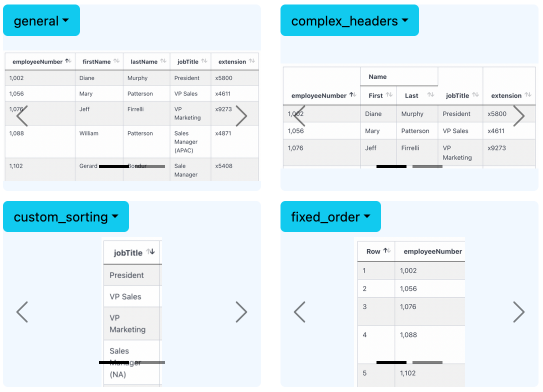 general
employeeNumber firstName lastName jobTitle extension
1,002 Diane Murphy President x5800
1,056 Mary Patterson VP Sales x4611
1,076 Jeff Firrelli VP Marketing x9273
1,088 William Patterson Sales Manager (APAC) x4871
1,102 Gerard Bondur Sale Manager x5408
complex_headers
Name
employeeNumber First Last jobTitle extension
1,002 Diane Murphy President x5800
1,056 Mary Patterson VP Sales x4611
1,076 Jeff Firrelli VP Marketing x9273
custom_sorting
jobTitle
President
VP Sales
VP
Marketing
Sales
Manager
(NA)
fixed_order
Row employeeNumber
1 1,002
2 1,056
3 1,076
4 1,088
5 1,102